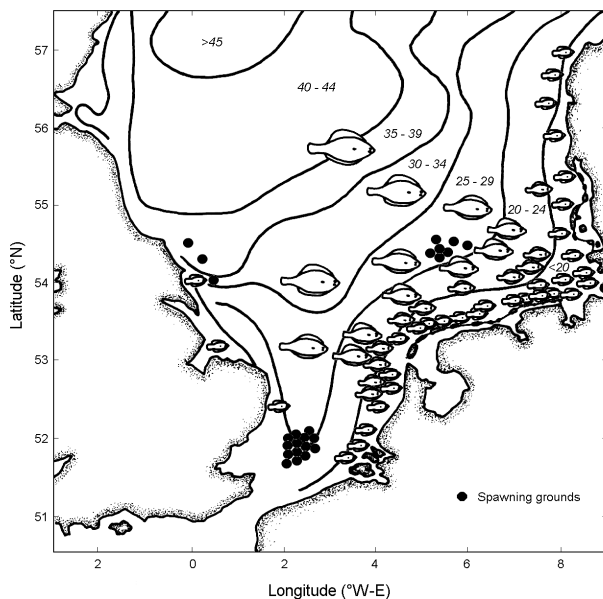 57
>45
40 - 44
56
35 - 39
30 - 34
25 - 29
55
20 - 24
<20
54
Latitude (°N)
53
52
Spawning grounds
51
2 0 2 4 6 8
Longitude (°W-E)